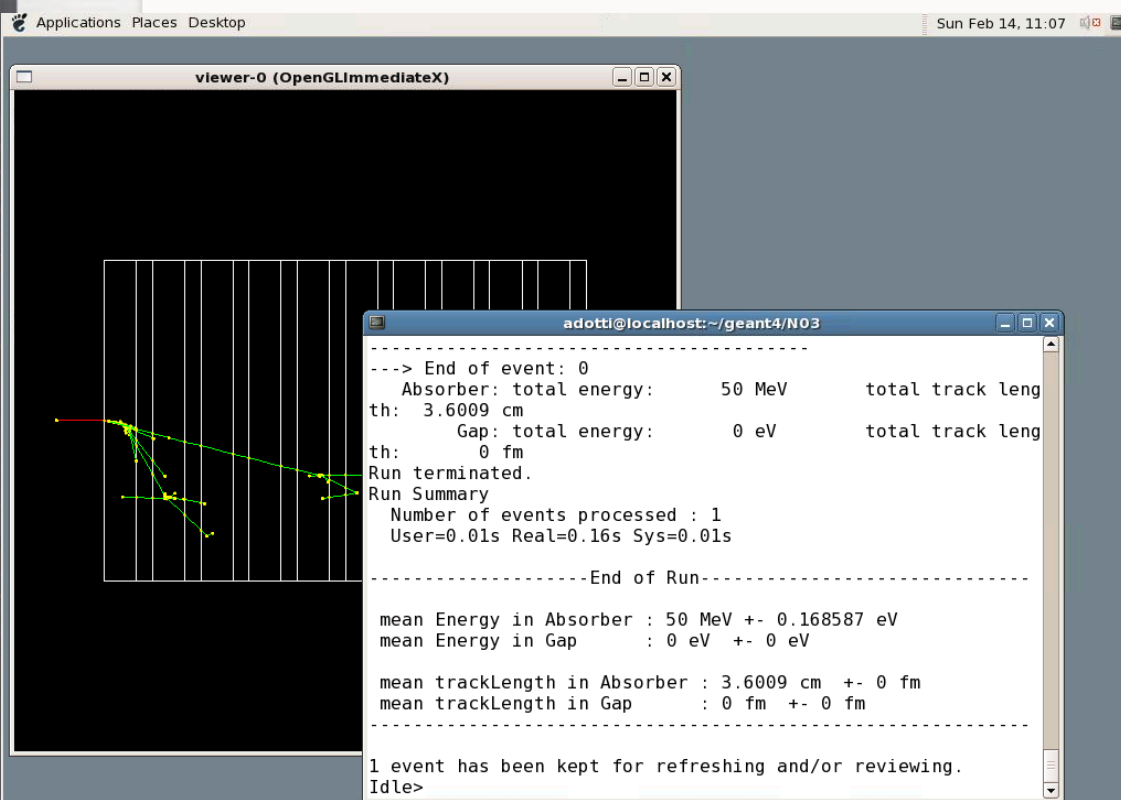 Applications Places Desktop
Sun Feb 14, 11:07
viewer-0 (OpenGLImmediateX)
adotti@localhost:~/geant4/N03
----------------------------------------
---> End of event: 0
   Absorber: total energy:      50 MeV       total track leng
th:  3.6009 cm
        Gap: total energy:       0 eV        total track leng
th:       0 fm
Run terminated.
Run Summary
  Number of events processed : 1
  User=0.01s Real=0.16s Sys=0.01s
--------------------End of Run------------------------------
 mean Energy in Absorber : 50 MeV +- 0.168587 eV
 mean Energy in Gap      : 0 eV  +- 0 eV
 mean trackLength in Absorber : 3.6009 cm  +- 0 fm
 mean trackLength in Gap      : 0 fm  +- 0 fm
------------------------------------------------------------
1 event has been kept for refreshing and/or reviewing.
Idle>